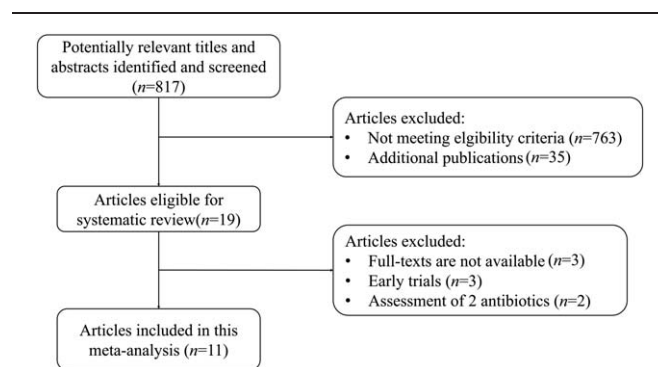 Potentially relevant titles and
abstracts identified and screened
(n=817)
Articles excluded:
• Not meeting elgibility criteria (n=763)
• Additional publications (n=35)
Articles eligible for
systematic review(n=19)
Articles excluded:
• Full-texts are not available (n=3)
• Early trials (n=3)
• Assessment of 2 antibiotics (n=2)
Articles included in this
meta-analysis (n=11)